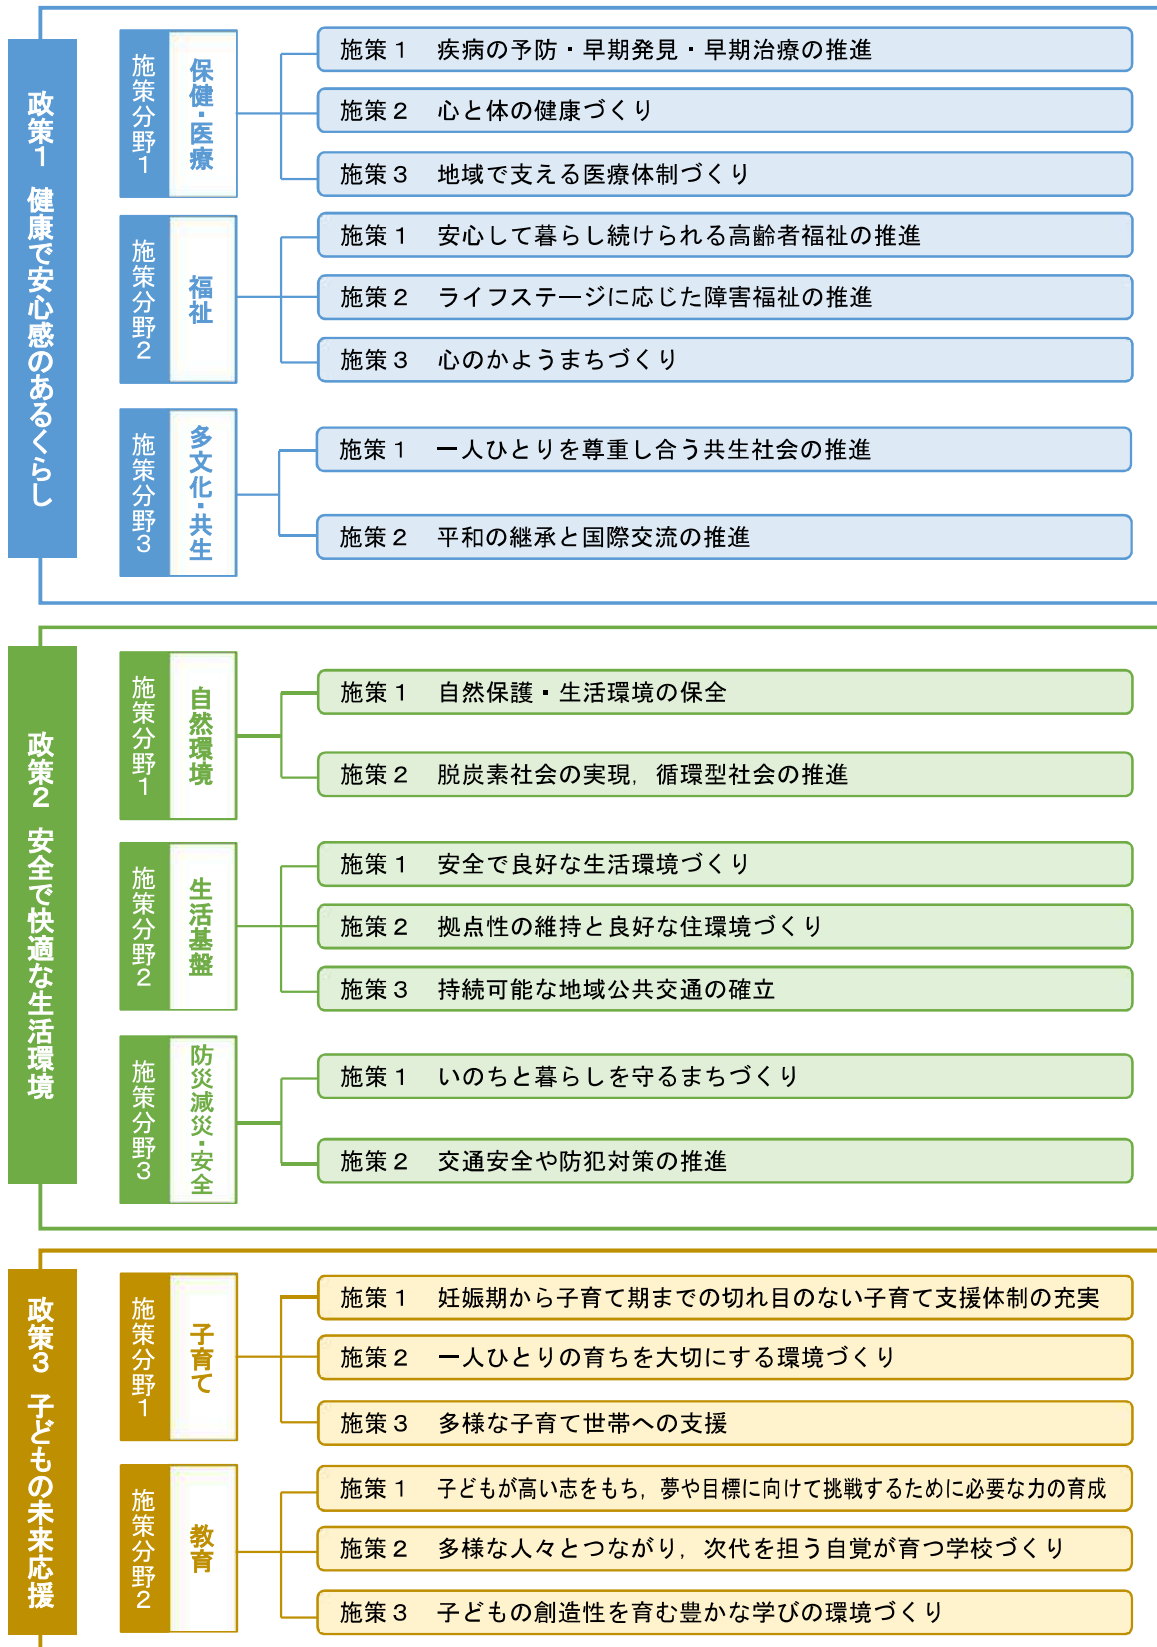 政策1 健康で安心感のあるくらし
施策分野1
保健・医療
施策1 疾病の予防・早期発見・早期治療の推進
施策2 心と体の健康づくり
施策3 地域で支える医療体制づくり
施策分野2
福祉
施策1 安心して暮らし続けられる高齢者福祉の推進
施策2 ライフステージに応じた障害福祉の推進
施策3 心のかようまちづくり
施策分野3
多文化・共生
施策1 一人ひとりを尊重し合う共生社会の推進
施策2 平和の継承と国際交流の推進
政策2 安全で快適な生活環境
施策分野1
自然環境
施策1 自然保護・生活環境の保全
施策2 脱炭素社会の実現，循環型社会の推進
施策分野2
生活基盤
施策1 安全で良好な生活環境づくり
施策2 拠点性の維持と良好な住環境づくり
施策3 持続可能な地域公共交通の確立
施策分野3
防災減災・安全
施策1 いのちと暮らしを守るまちづくり
施策2 交通安全や防犯対策の推進
政策3 子どもの未来応援
施策分野1
子育て
施策1 妊娠期から子育て期までの切れ目のない子育て支援体制の充実
施策2 一人ひとりの育ちを大切にする環境づくり
施策3 多様な子育て世帯への支援
施策分野2
教育
施策1 子どもが高い志をもち，夢や目標に向けて挑戦するために必要な力の育成
施策2 多様な人々とつながり，次代を担う自覚が育つ学校づくり
施策3 子どもの創造性を育む豊かな学びの環境づくり